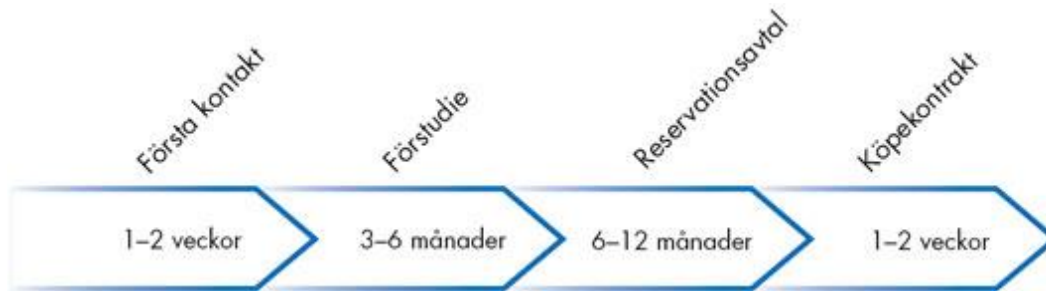 Första kontakt
Förstudie
Reservationsavtal
Köpekontrakt
1–2 veckor
3–6 månader
6–12 månader
1–2 veckor